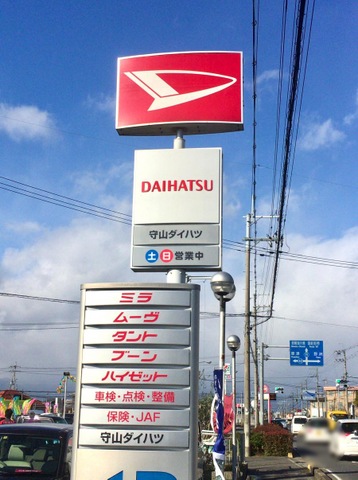 DAIHATSU
守山ダイハツ
土日営業中
ミラ
ムーヴ
タント
ブーン
ハイゼット
車検・点検・整備
保険・JAF
守山ダイハツ